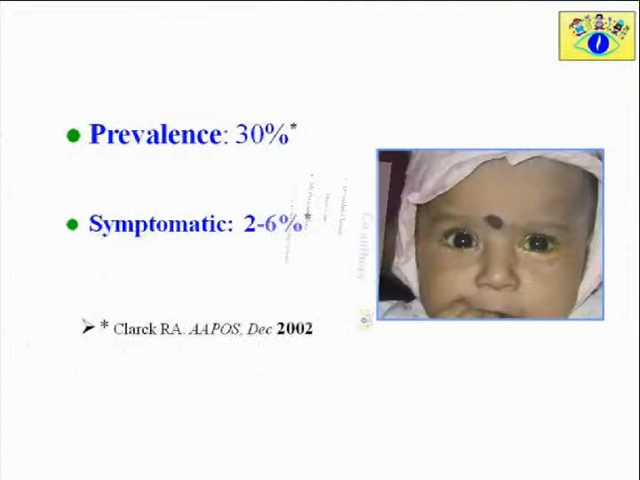 Prevalence: 30%*
Symptomatic: 2-6%*
* Clarck RA. AAPOS, Dec 2002